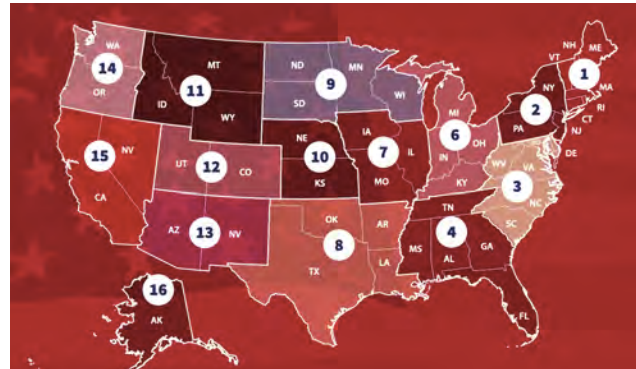 WA
14
OR
MT
11
ID
WY
ND
MN
9
SD
WI
NH
ME
VT
1
MA
RI
CT
NY
2
PA
NJ
DE
MI
6
OH
IN
KY
IA
7
IL
MO
NE
10
KS
15
NV
CA
UT
12
CO
AZ
13
NV
OK
8
AR
TX
LA
WV
VA
3
NC
SC
TN
4
MS
AL
GA
FL
16
AK